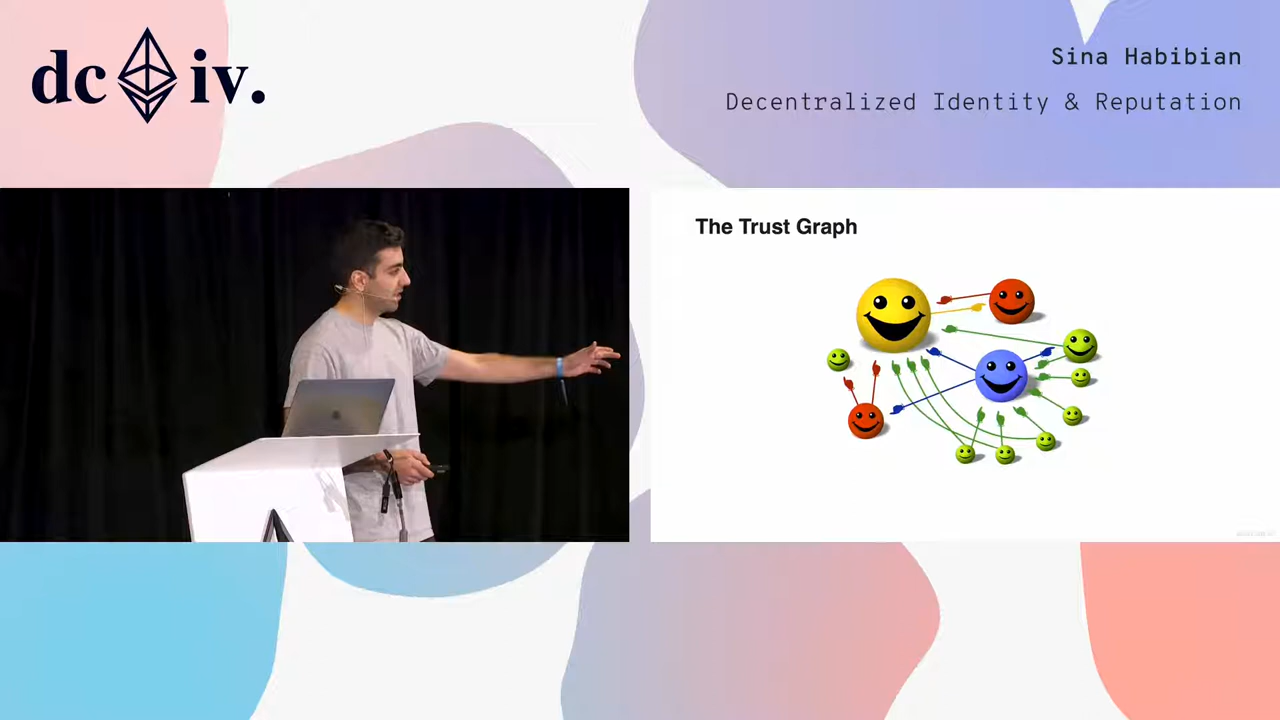 dc iv.
Sina Habibian
Decentralized Identity & Reputation
The Trust Graph